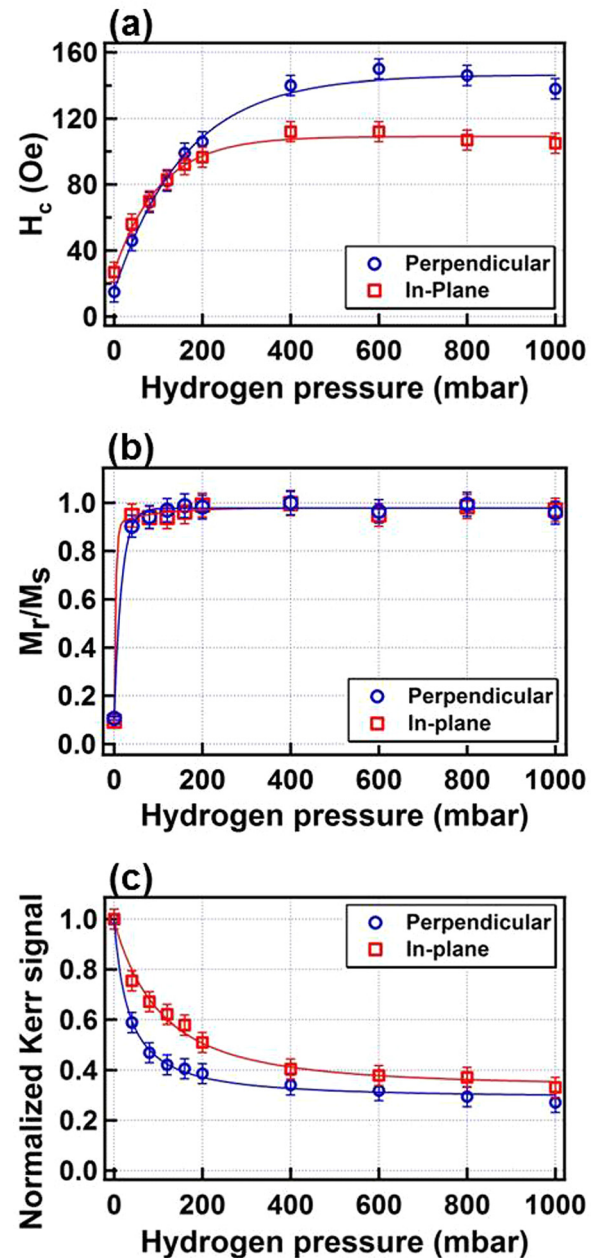 (a)
160
120
80
40
0
H_c (Oe)
Perpendicular
In-Plane
0 200 400 600 800 1000
Hydrogen pressure (mbar)
(b)
1.0
0.8
0.6
0.4
0.2
0.0
M_r/M_s
Perpendicular
In-plane
0 200 400 600 800 1000
Hydrogen pressure (mbar)
(c)
1.0
0.8
0.6
0.4
0.2
0.0
Normalized Kerr signal
Perpendicular
In-plane
0 200 400 600 800 1000
Hydrogen pressure (mbar)